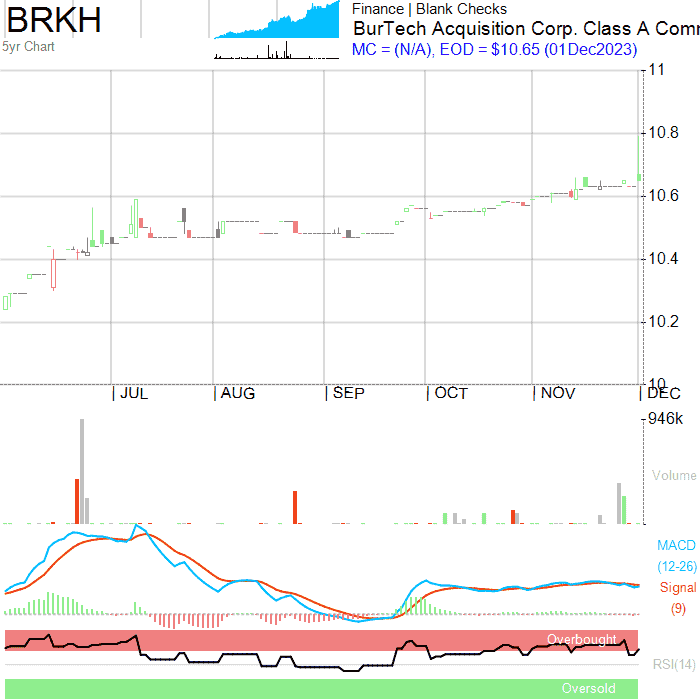 BRKH
5yr Chart
Finance | Blank Checks
BurTech Acquisition Corp. Class A Comm
MC = (N/A), EOD = $10.65 (01Dec2023)
11
10.8
10.6
10.4
10.2
10
JUL AUG SEP OCT NOV DEC
946k
Volume
MACD
(12-26)
Signal
(9)
Overbought
RSI(14)
Oversold